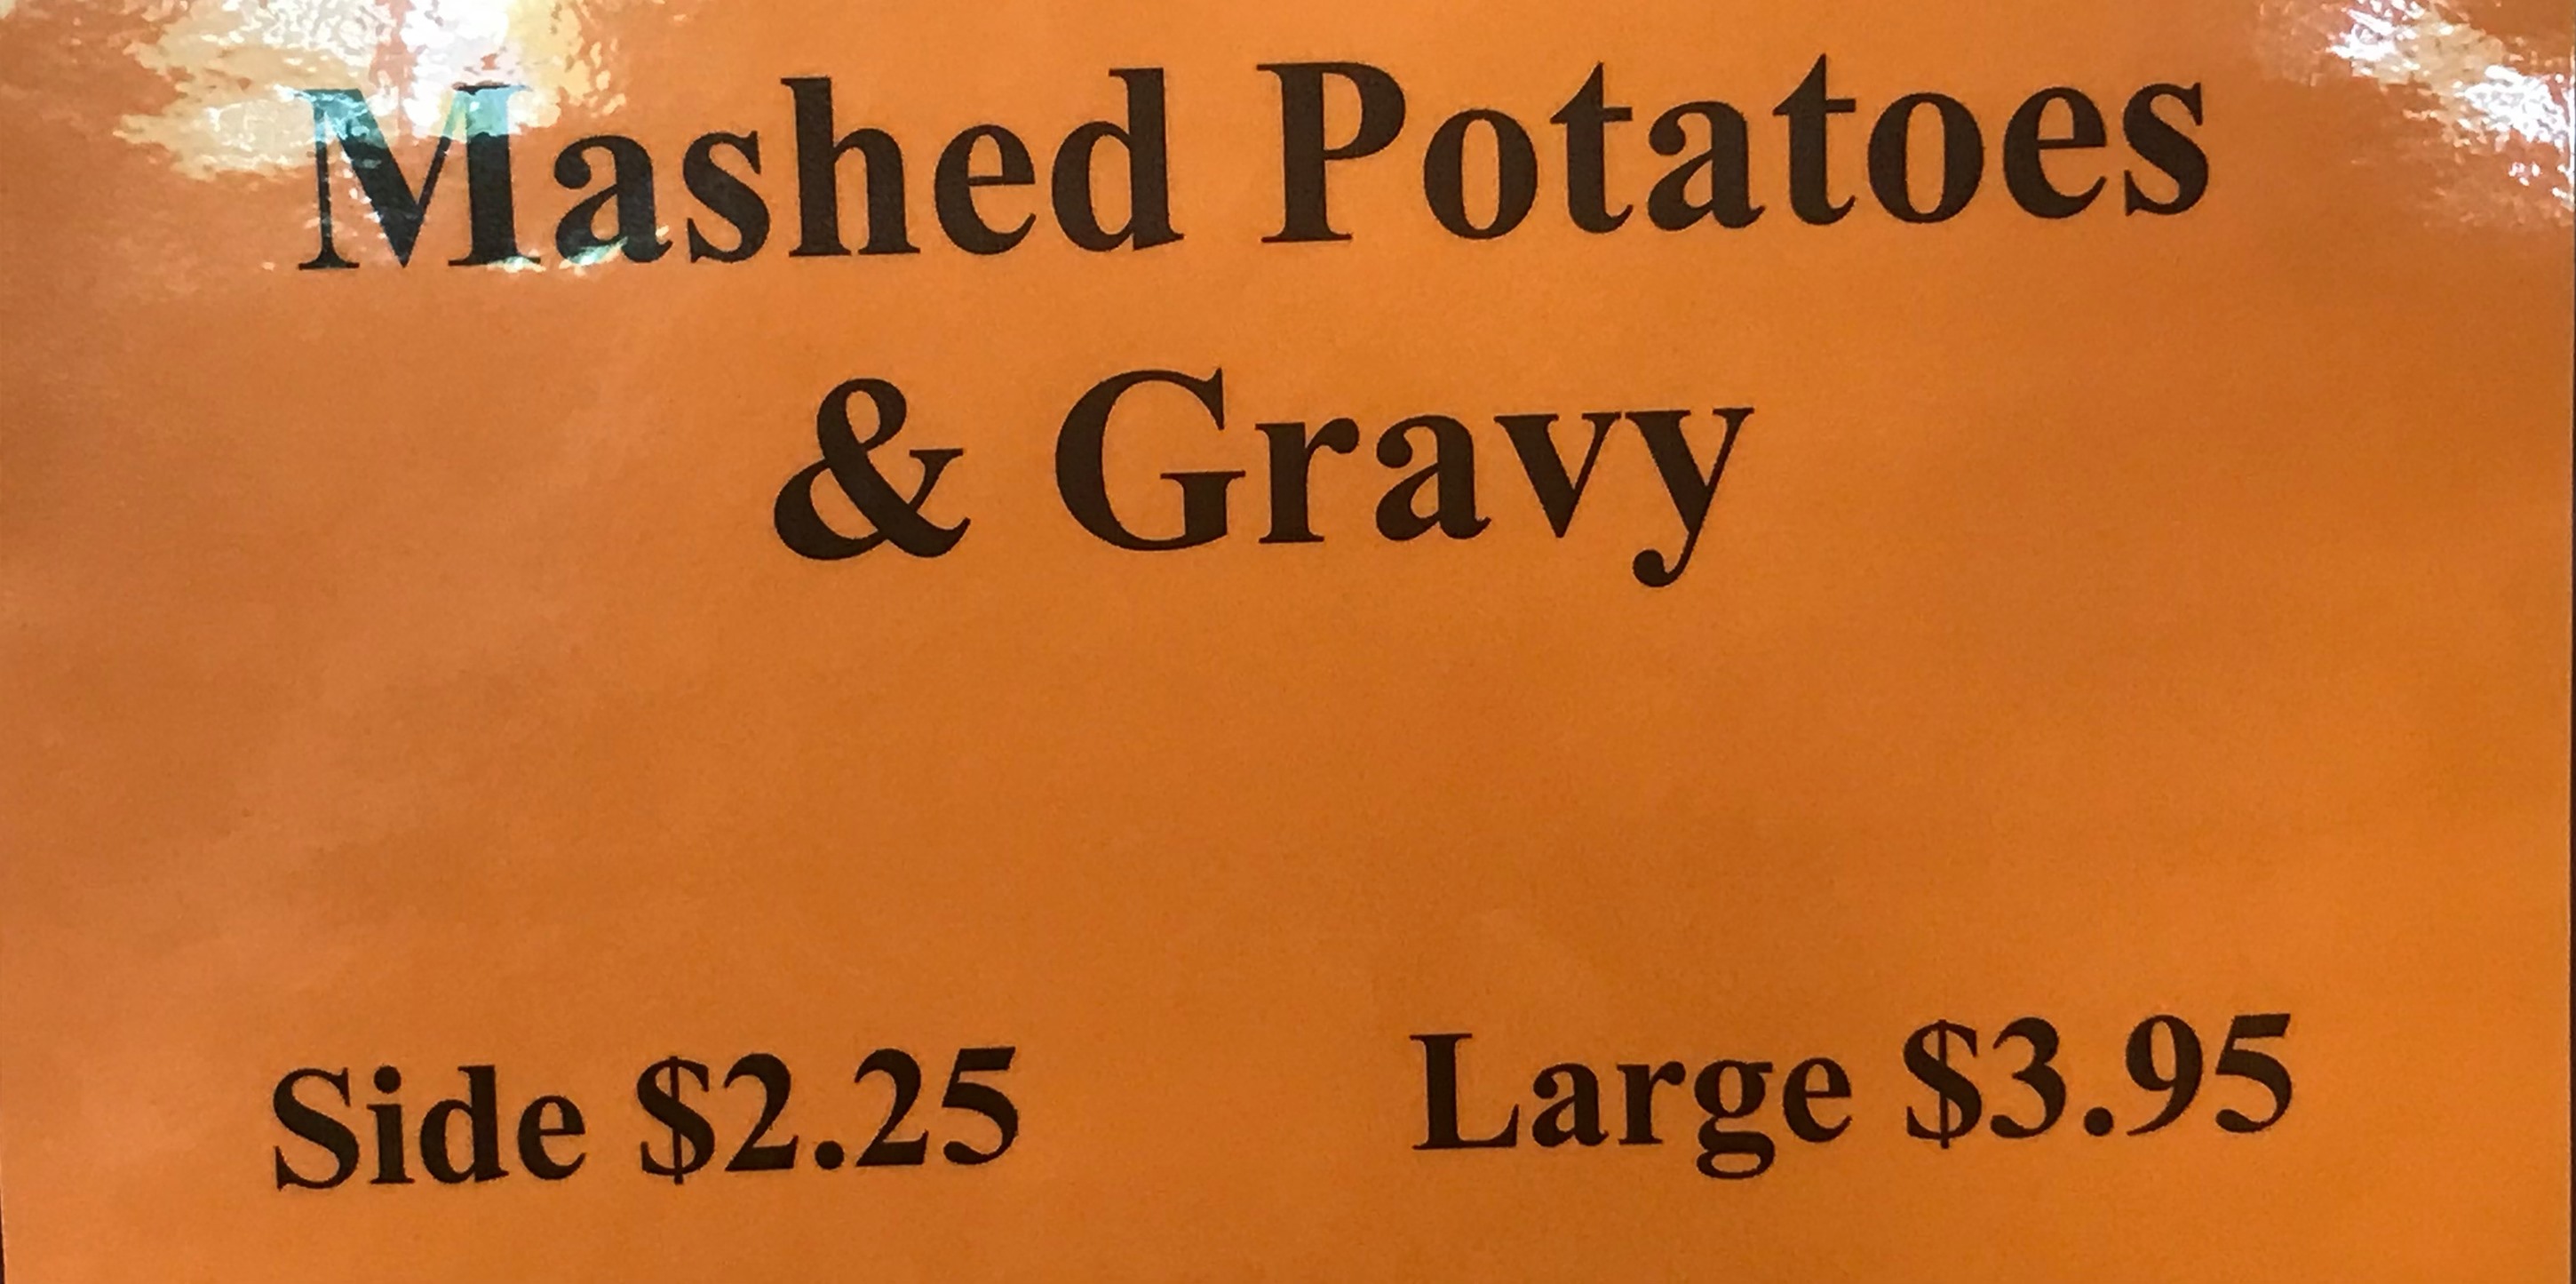 Mashed Potatoes
& Gravy
Side $2.25 Large $3.95